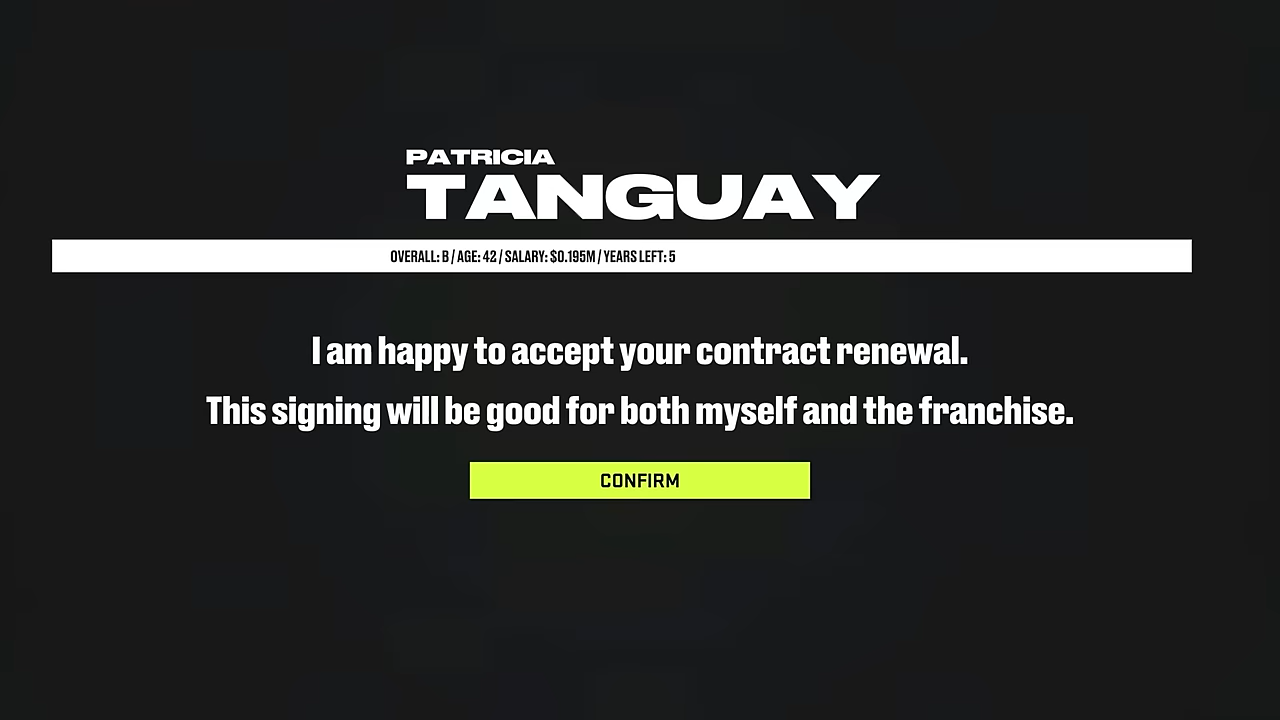 PATRICIA
TANGUAY
OVERALL: B / AGE: 42 / SALARY: $0.195M / YEARS LEFT: 5
I am happy to accept your contract renewal.
This signing will be good for both myself and the franchise.
CONFIRM